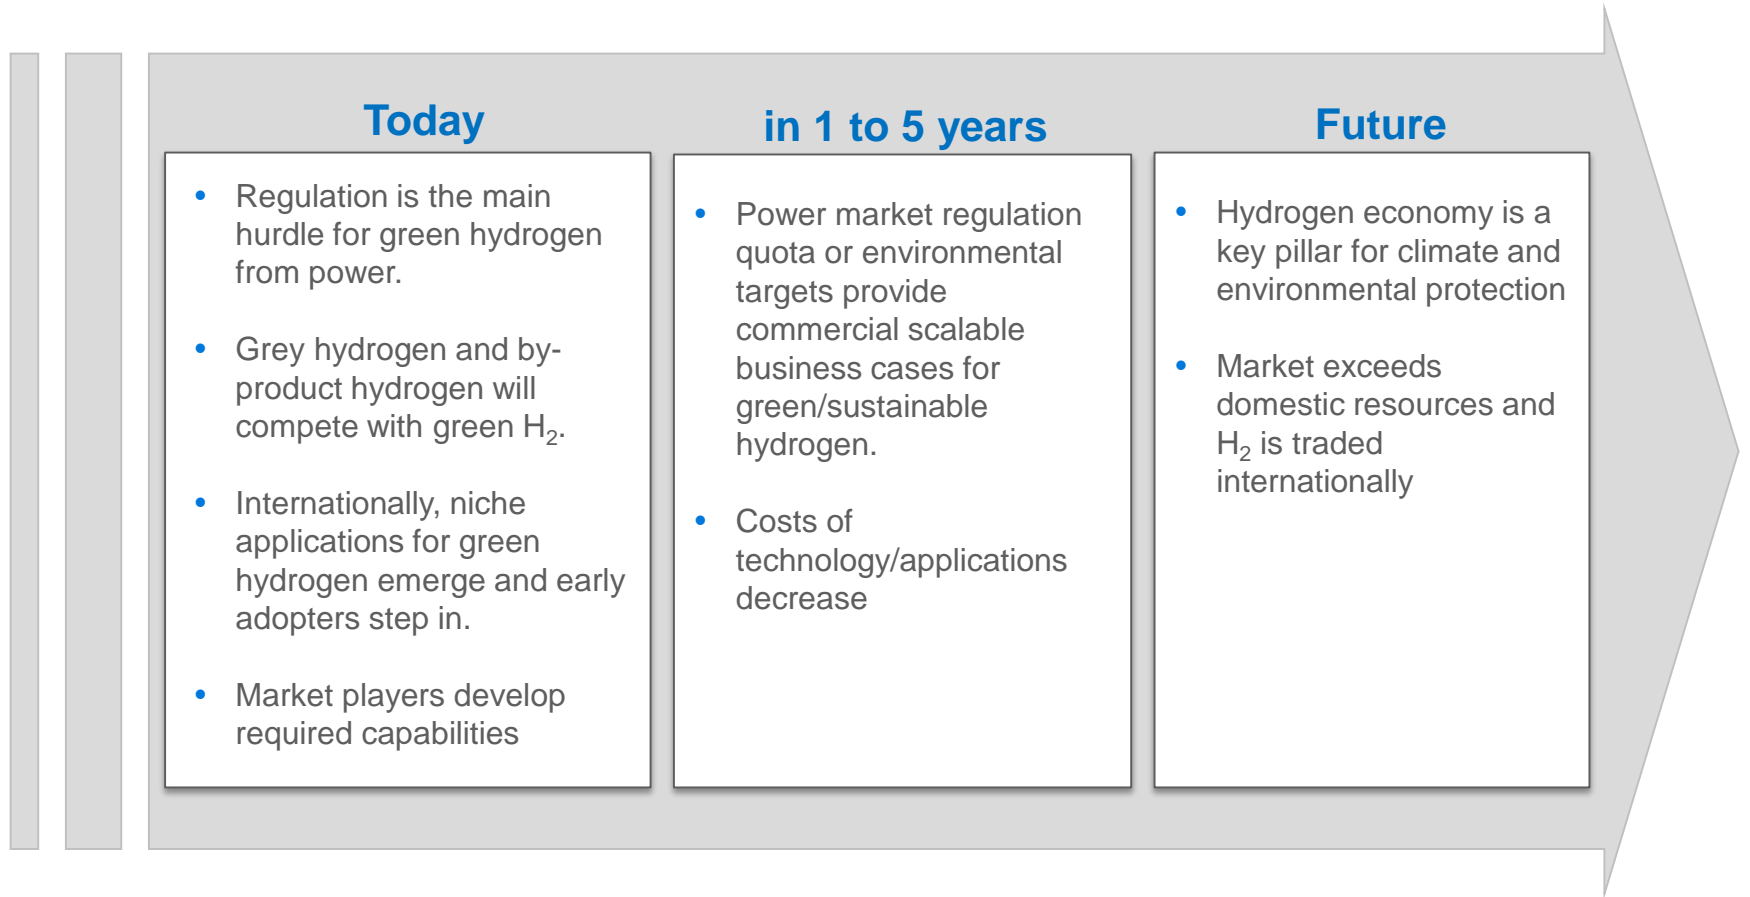 Today
• Regulation is the main
hurdle for green hydrogen
from power.
• Grey hydrogen and by-
product hydrogen will
compete with green H₂.
• Internationally, niche
applications for green
hydrogen emerge and early
adopters step in.
• Market players develop
required capabilities
in 1 to 5 years
• Power market regulation
quota or environmental
targets provide
commercial scalable
business cases for
green/sustainable
hydrogen.
• Costs of
technology/applications
decrease
Future
• Hydrogen economy is a
key pillar for climate and
environmental protection
• Market exceeds
domestic resources and
H₂ is traded
internationally